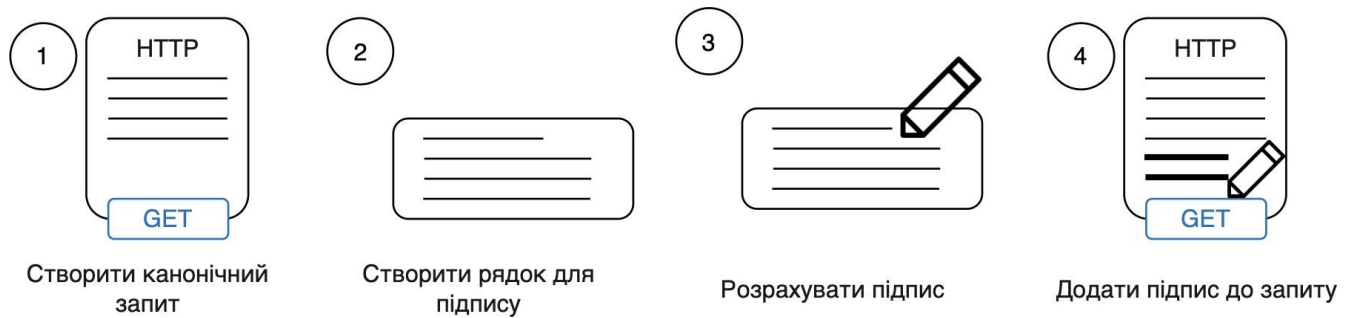 1
HTTP
GET
Створити канонічний
запит
2
Створити рядок для
підпису
3
Розрахувати підпис
4
HTTP
GET
Додати підпис до запиту